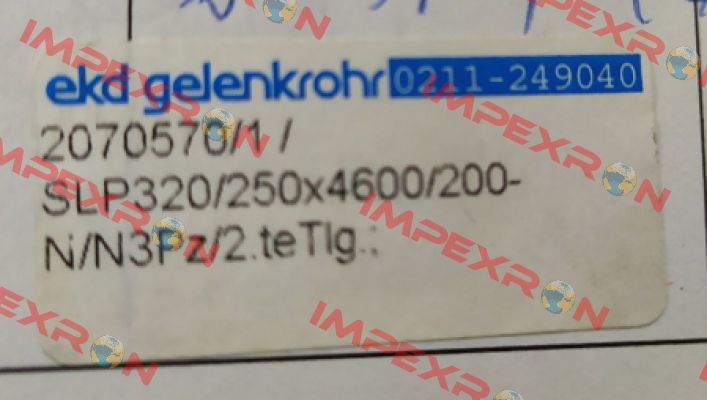 ekd gelenkrohr 0211-249040
2070570/1 /
SLP320/250x4600/200-
N/N3Pz/2.teTlg.:
IMPEXRON